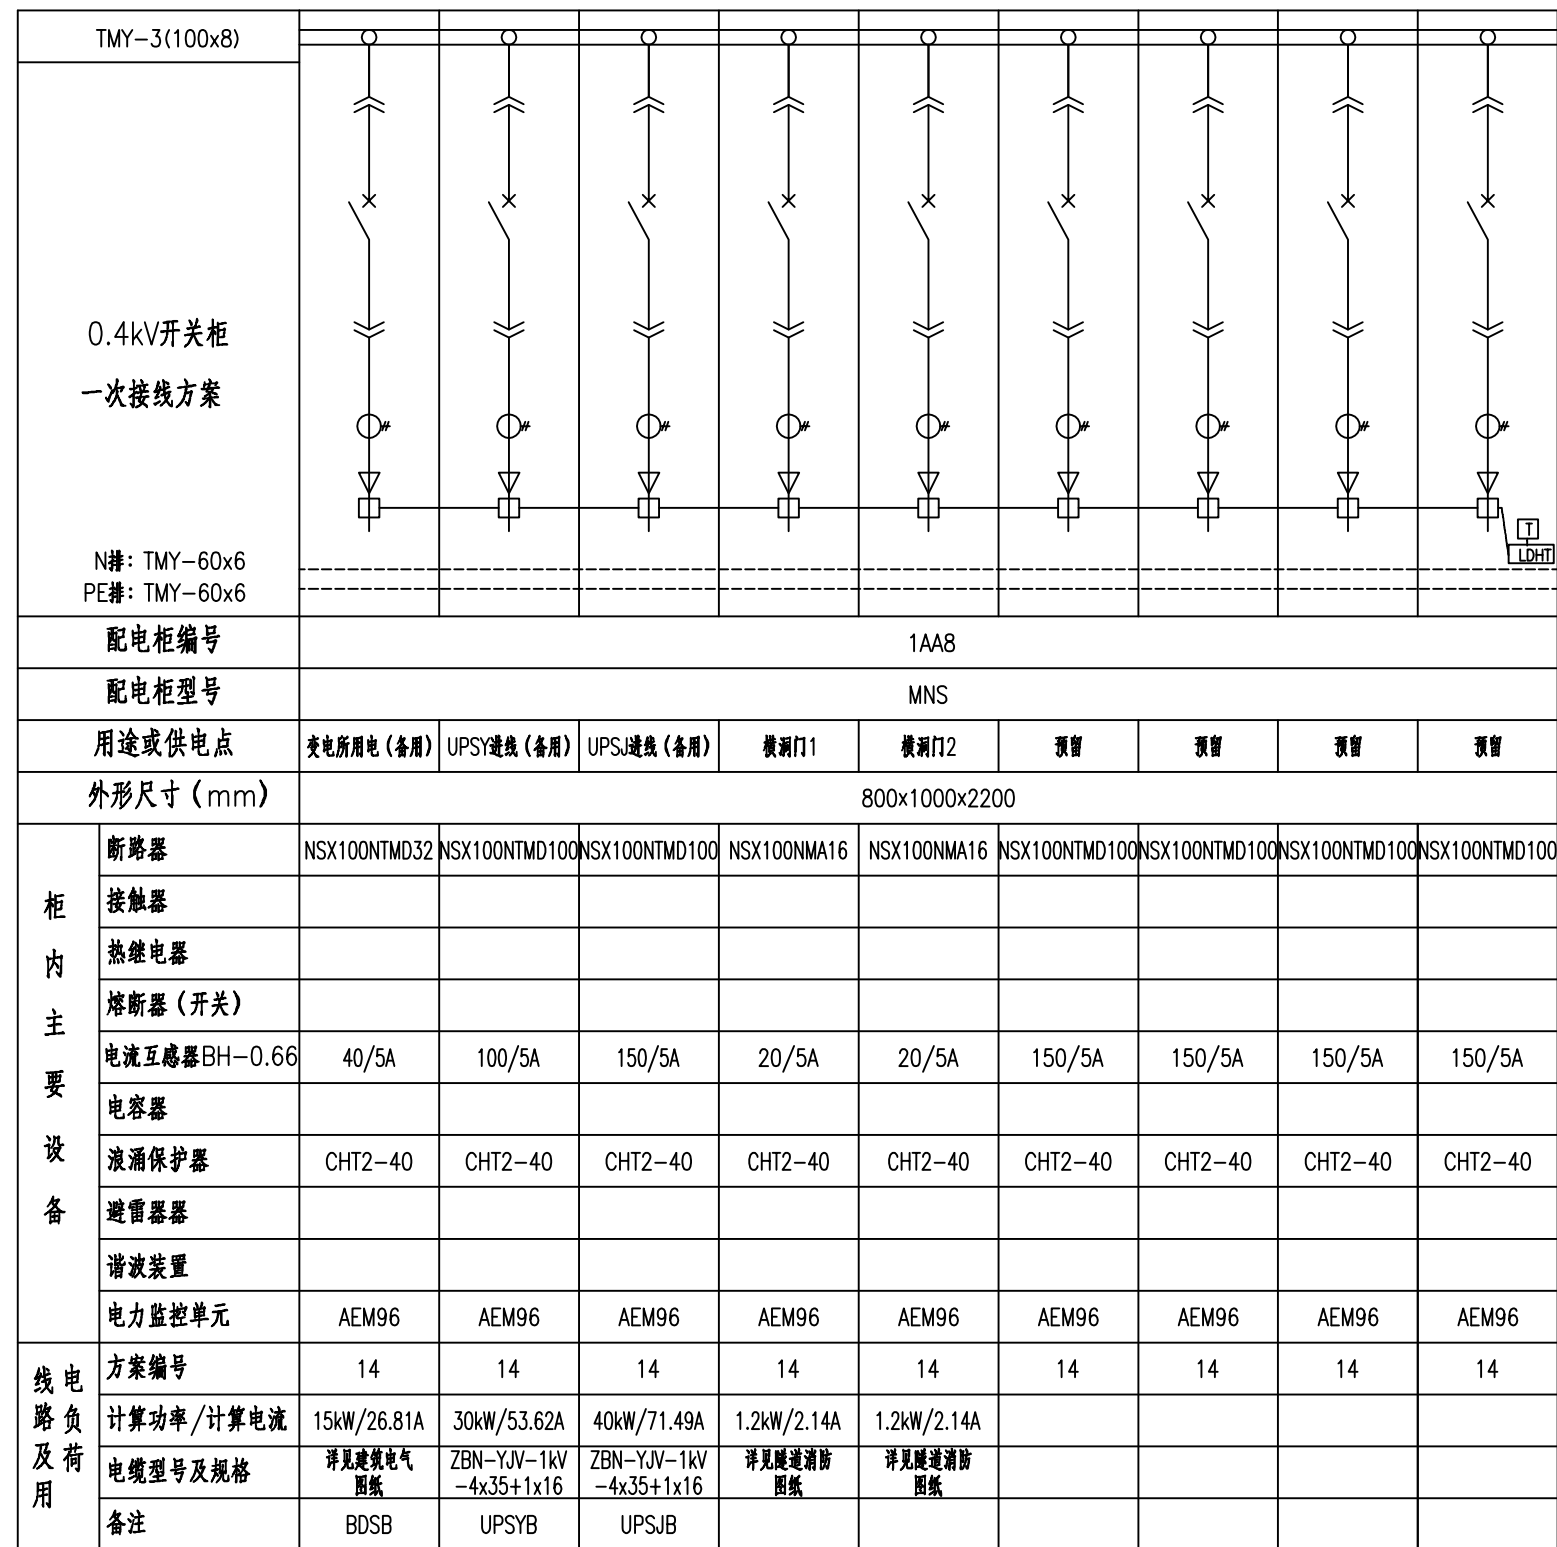 TMY-3(100x8)
0.4kV开关柜
一次接线方案
N排: TMY-60x6
PE排: TMY-60x6
T
LDHT
配电柜编号 1AA8
配电柜型号 MNS
用途或供电点 变电所用电（备用） UPSY进线（备用） UPSJ进线（备用） 横洞门1 横洞门2 预留 预留 预留 预留
外形尺寸（mm） 800x1000x2200
柜内主要设备
断路器 NSX100NTMD32 NSX100NTMD100 NSX100NTMD100 NSX100NMA16 NSX100NMA16 NSX100NTMD100 NSX100NTMD100 NSX100NTMD100 NSX100NTMD100
接触器
热继电器
熔断器（开关）
电流互感器BH-0.66 40/5A 100/5A 150/5A 20/5A 20/5A 150/5A 150/5A 150/5A 150/5A
电容器
浪涌保护器 CHT2-40 CHT2-40 CHT2-40 CHT2-40 CHT2-40 CHT2-40 CHT2-40 CHT2-40 CHT2-40
避雷器器
谐波装置
电力监控单元 AEM96 AEM96 AEM96 AEM96 AEM96 AEM96 AEM96 AEM96 AEM96
线路及用
电负荷
方案编号 14 14 14 14 14 14 14 14 14
计算功率/计算电流 15kW/26.81A 30kW/53.62A 40kW/71.49A 1.2kW/2.14A 1.2kW/2.14A
电缆型号及规格
详见建筑电气
图纸
ZBN-YJV-1kV
-4x35+1x16
ZBN-YJV-1kV
-4x35+1x16
详见隧道消防
图纸
详见隧道消防
图纸
备注 BDSB UPSYB UPSJB